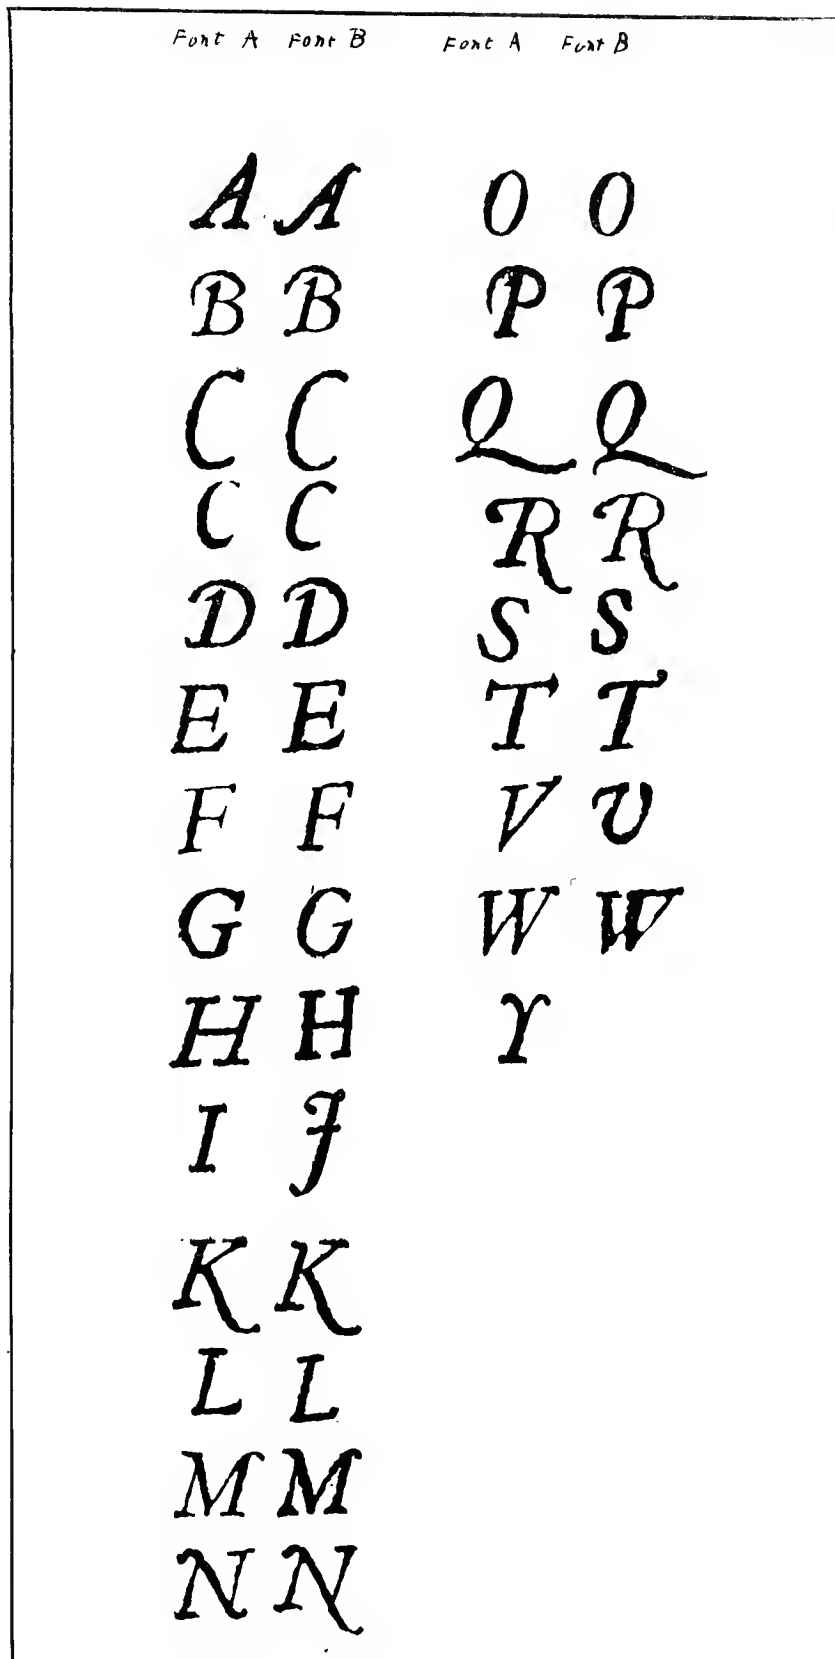 Font A Font B Font A Font B
A A O O
B B P P
C C Q Q
C C R R
D D S S
E E T T
F F V U
G G W W
H H Y
I J
K K
L L
M M
N N